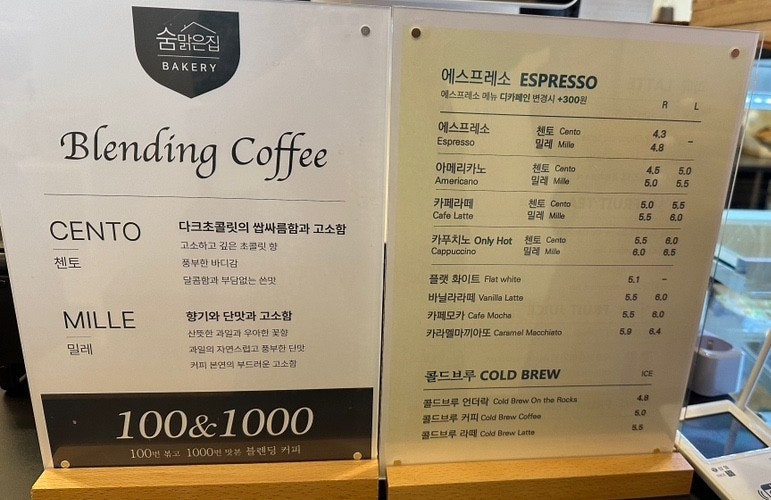 숨맑은집
BAKERY
Blending Coffee
CENTO
첸토
다크초콜릿의 쌉싸름함과 고소함
고소하고 깊은 초콜릿 향
풍부한 바디감
달콤함과 부담없는 쓴맛
MILLE
밀레
향기와 단맛과 고소함
산뜻한 과일과 우아한 꽃향
과일의 자연스럽고 풍부한 단맛
커피 본연의 부드러운 고소함
100&1000
100번 볶고 1000번 맛본 블렌딩 커피
에스프레소 ESPRESSO
에스프레소 메뉴 디카페인 변경시 +300원
R L
에스프레소 첸토 Cento 4.3 –
Espresso 밀레 Mille 4.8
아메리카노 첸토 Cento 4.5 5.0
Americano 밀레 Mille 5.0 5.5
카페라떼 첸토 Cento 5.0 5.5
Cafe Latte 밀레 Mille 5.5 6.0
카푸치노 Only Hot 첸토 Cento 5.5 6.0
Cappuccino 밀레 Mille 6.0 6.5
플랫 화이트 Flat white 5.1 –
바닐라라떼 Vanilla Latte 5.5 6.0
카페모카 Cafe Mocha 5.5 6.0
카라멜마끼아또 Caramel Macchiato 5.9 6.4
콜드브루 COLD BREW ICE
콜드브루 언더락 Cold Brew On the Rocks 4.8
콜드브루 커피 Cold Brew Coffee 5.0
콜드브루 라떼 Cold Brew Latte 5.5